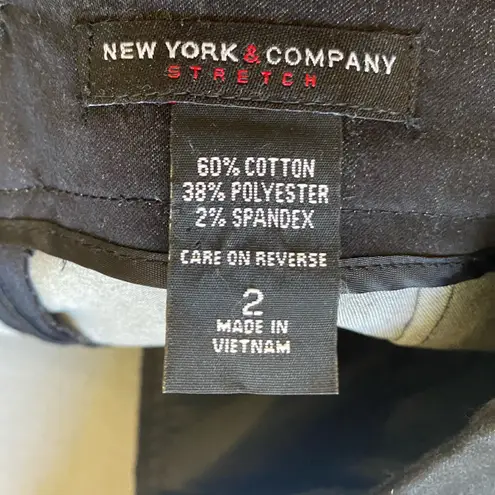 NEW YORK & COMPANY
STRETCH
60% COTTON
38% POLYESTER
2% SPANDEX
CARE ON REVERSE
2
MADE IN
VIETNAM